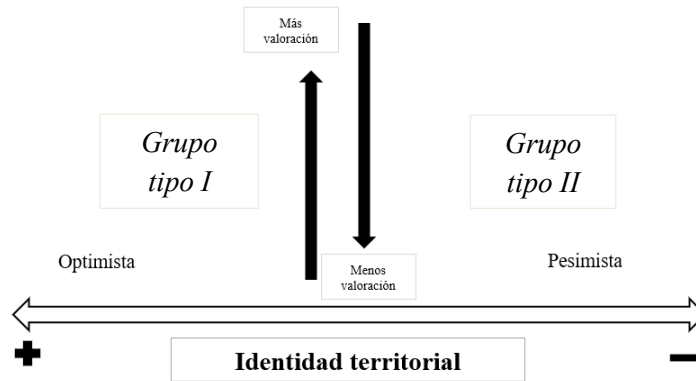 Más
valoración
Grupo
tipo I
Grupo
tipo II
Optimista
Menos
valoración
Pesimista
Identidad territorial